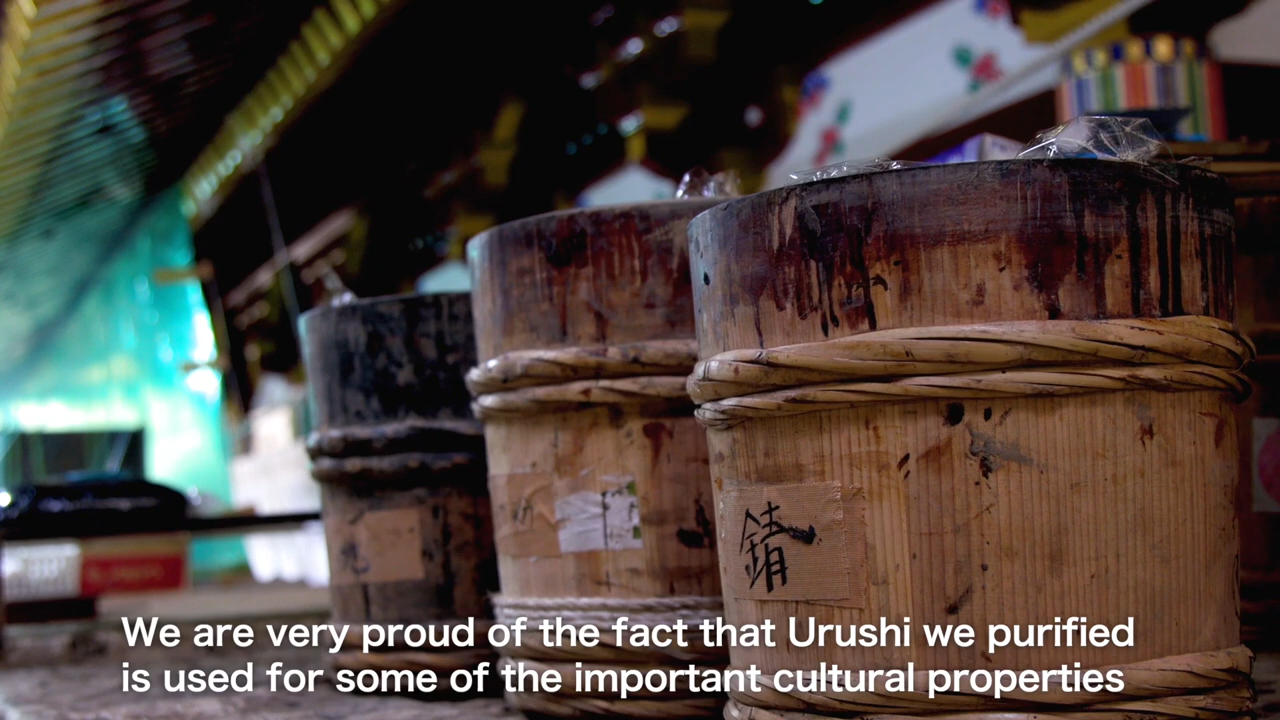 錆
We are very proud of the fact that Urushi we purified
is used for some of the important cultural properties